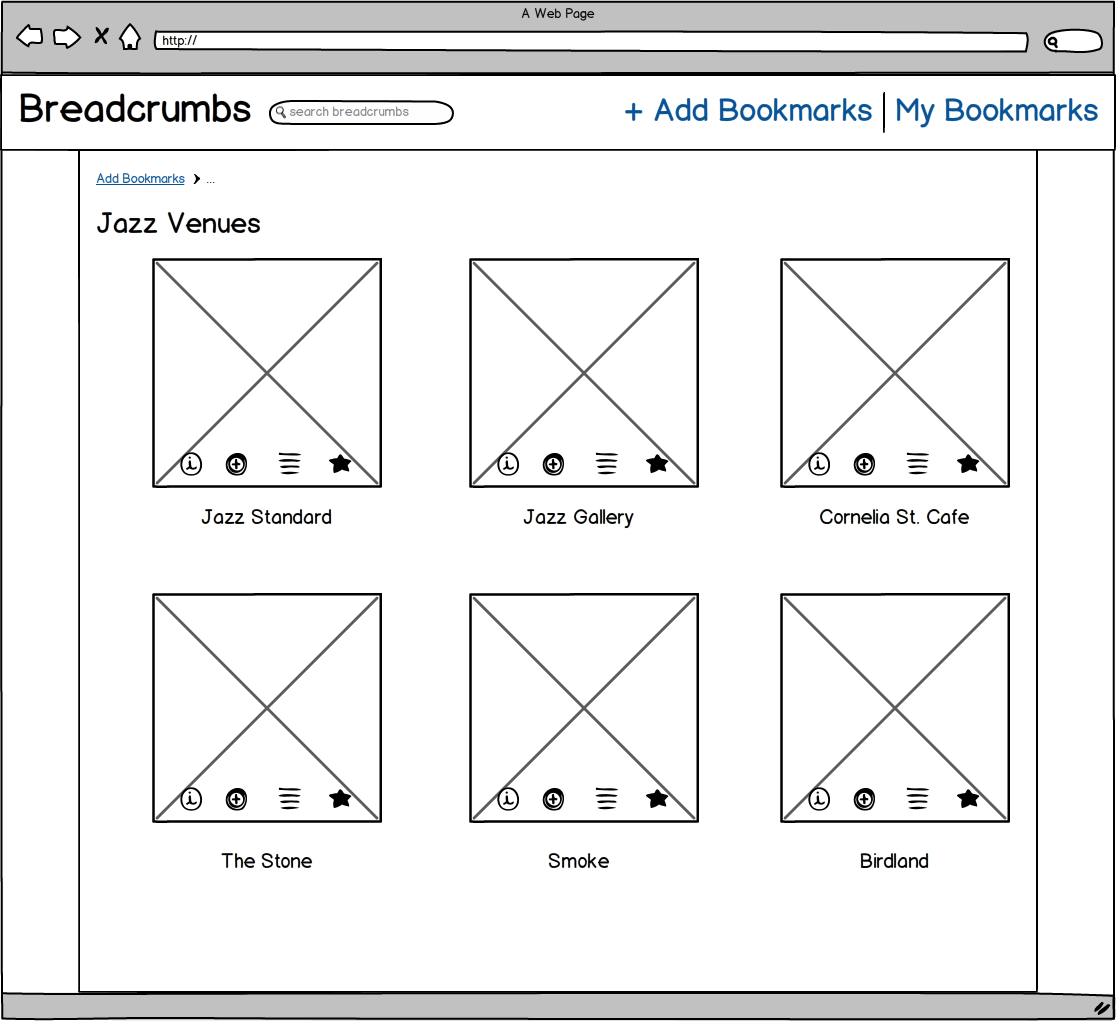 A Web Page
http://
Breadcrumbs
search breadcrumbs
+ Add Bookmarks
My Bookmarks
Add Bookmarks > ...
Jazz Venues
Jazz Standard
Jazz Gallery
Cornelia St. Cafe
The Stone
Smoke
Birdland